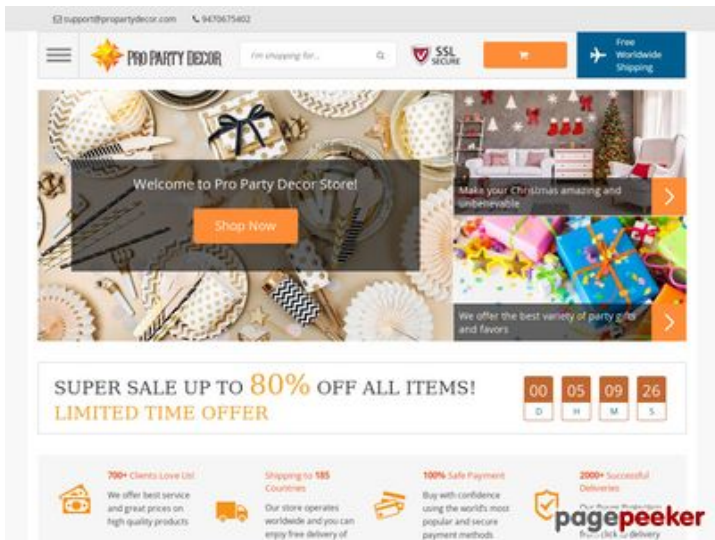 support@propartydecor.com 9470675402
PRO PARTY DECOR
I'm shopping for...
SSL
SECURE
Free
Worldwide
Shipping
Welcome to Pro Party Decor Store!
Shop Now
Make your Christmas amazing and
unbelievable
We offer the best variety of party gifts
and favors
SUPER SALE UP TO 80% OFF ALL ITEMS!
LIMITED TIME OFFER
00 05 09 26
D H M S
700+ Clients Love Us!
We offer best service
and great prices on
high quality products
Shipping to 185
Countries
Our store operates
worldwide and you can
enjoy free delivery of
100% Safe Payment
Buy with confidence
using the world's most
popular and secure
payment methods
2000+ Successful
Deliveries
Our
from click to delivery
pagepeeker